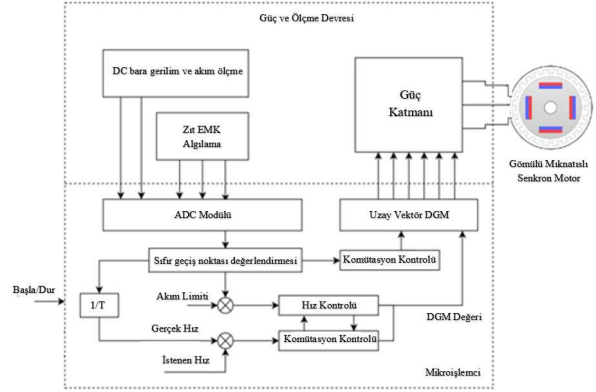 Güç ve Ölçme Devresi
DC bara gerilim ve akım ölçme
Zıt EMK
Algılama
Güç
Katmanı
Gömülü Mıknatıslı
Senkron Motor
ADC Modülü
Uzay Vektör DGM
Sıfır geçiş noktası değerlendirmesi
Komütasyon Kontrolü
Başla/Dur
1/T
Akım Limiti
Hız Kontrolü
DGM Değeri
Gerçek Hız
Komütasyon Kontrolü
İstenen Hız
Mikroişlemci